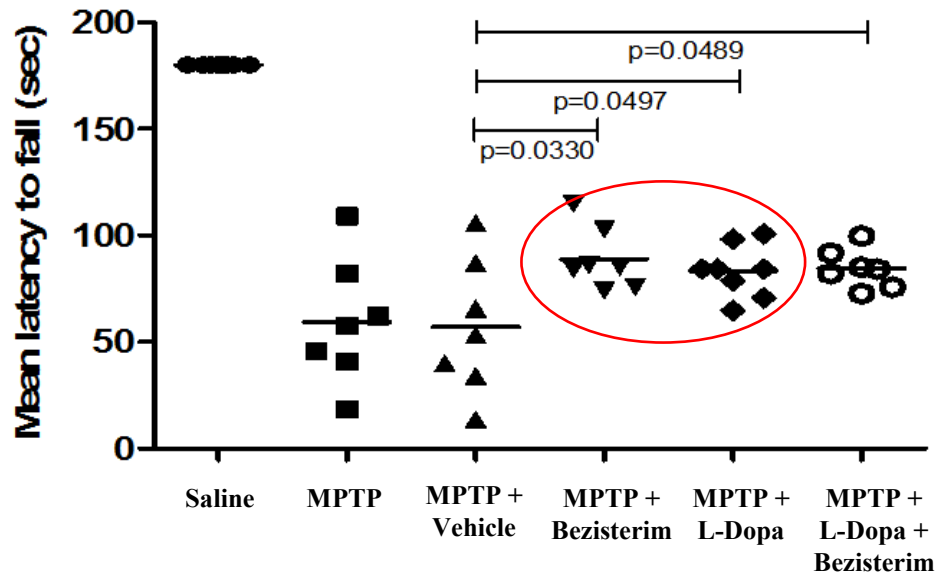 Mean latency to fall (sec)
200
150
100
50
0
p=0.0489
p=0.0497
p=0.0330
Saline
MPTP
MPTP +
Vehicle
MPTP +
Bezisterim
MPTP +
L-Dopa
MPTP +
L-Dopa +
Bezisterim